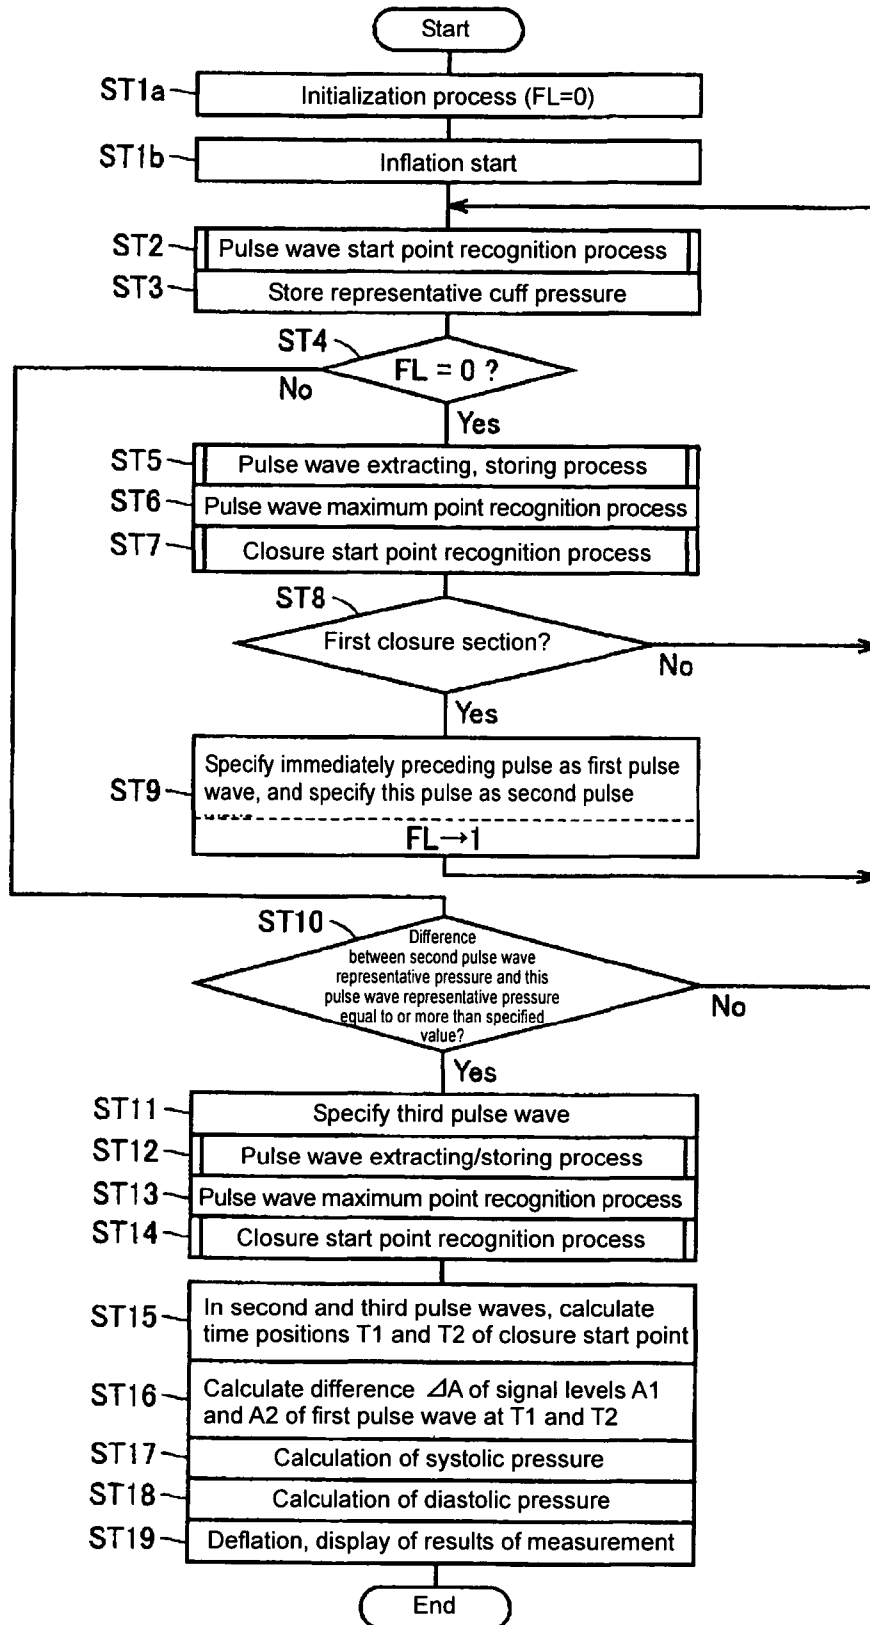 Start
ST1a
Initialization process (FL=0)
ST1b
Inflation start
ST2
Pulse wave start point recognition process
ST3
Store representative cuff pressure
ST4
FL = 0 ?
No
Yes
ST5
Pulse wave extracting, storing process
ST6
Pulse wave maximum point recognition process
ST7
Closure start point recognition process
ST8
First closure section?
No
Yes
ST9
Specify immediately preceding pulse as first pulse
wave, and specify this pulse as second pulse
FL→1
ST10
Difference
between second pulse wave
representative pressure and this
pulse wave representative pressure
equal to or more than specified
value?
No
Yes
ST11
Specify third pulse wave
ST12
Pulse wave extracting/storing process
ST13
Pulse wave maximum point recognition process
ST14
Closure start point recognition process
ST15
In second and third pulse waves, calculate
time positions T1 and T2 of closure start point
ST16
Calculate difference ⊿A of signal levels A1
and A2 of first pulse wave at T1 and T2
ST17
Calculation of systolic pressure
ST18
Calculation of diastolic pressure
ST19
Deflation, display of results of measurement
End